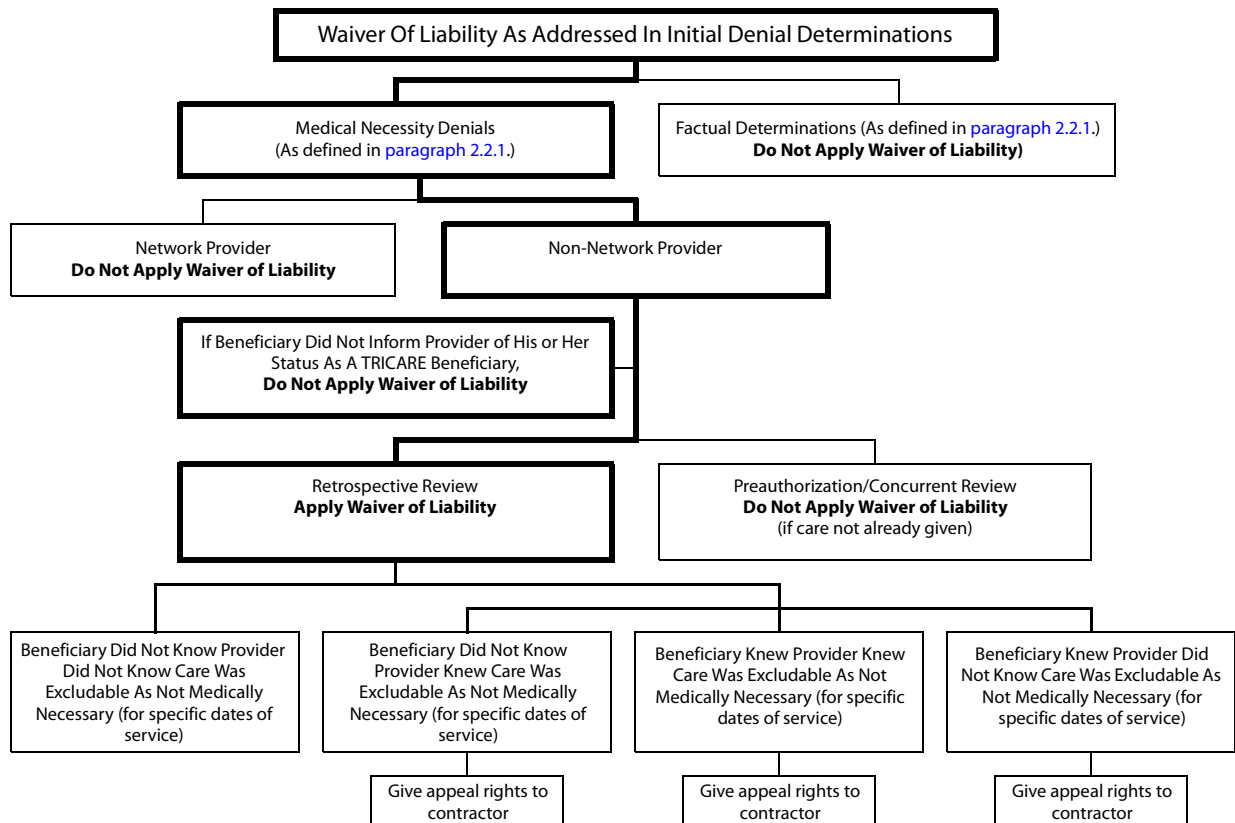 Waiver Of Liability As Addressed In Initial Denial Determinations
Medical Necessity Denials
(As defined in paragraph 2.2.1.)
Factual Determinations (As defined in paragraph 2.2.1.)
Do Not Apply Waiver of Liability)
Network Provider
Do Not Apply Waiver of Liability
Non-Network Provider
If Beneficiary Did Not Inform Provider of His or Her
Status As A TRICARE Beneficiary,
Do Not Apply Waiver of Liability
Retrospective Review
Apply Waiver of Liability
Preauthorization/Concurrent Review
Do Not Apply Waiver of Liability
(if care not already given)
Beneficiary Did Not Know Provider
Did Not Know Care Was
Excludable As Not Medically
Necessary (for specific dates of
service)
Beneficiary Did Not Know
Provider Knew Care Was
Excludable As Not Medically
Necessary (for specific dates of
service)
Beneficiary Knew Provider Knew
Care Was Excludable As Not
Medically Necessary (for specific
dates of service)
Beneficiary Knew Provider Did
Not Know Care Was Excludable As
Not Medically Necessary (for
specific dates of service)
Give appeal rights to
contractor
Give appeal rights to
contractor
Give appeal rights to
contractor